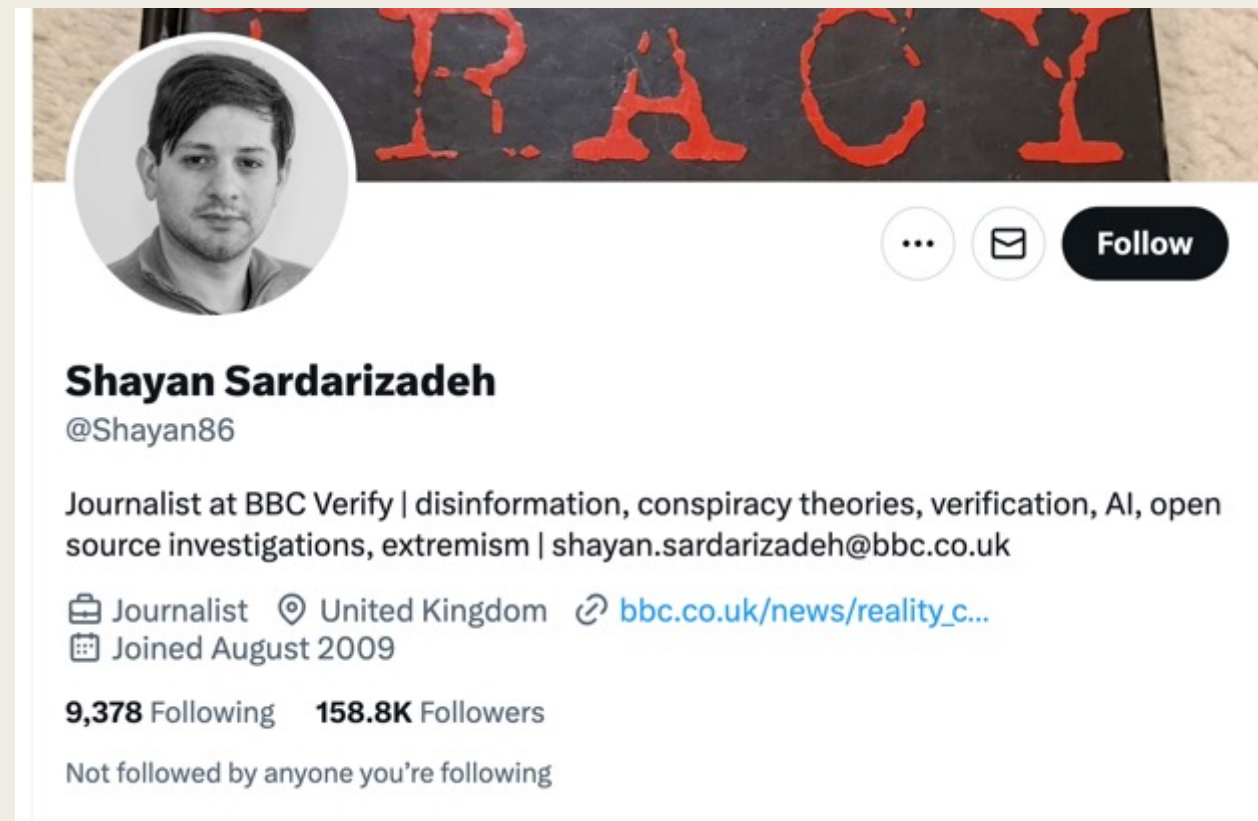 RACY
Follow
Shayan Sardarizadeh
@Shayan86
Journalist at BBC Verify | disinformation, conspiracy theories, verification, AI, open
source investigations, extremism | shayan.sardarizadeh@bbc.co.uk
Journalist United Kingdom bbc.co.uk/news/reality_c...
Joined August 2009
9,378 Following 158.8K Followers
Not followed by anyone you’re following